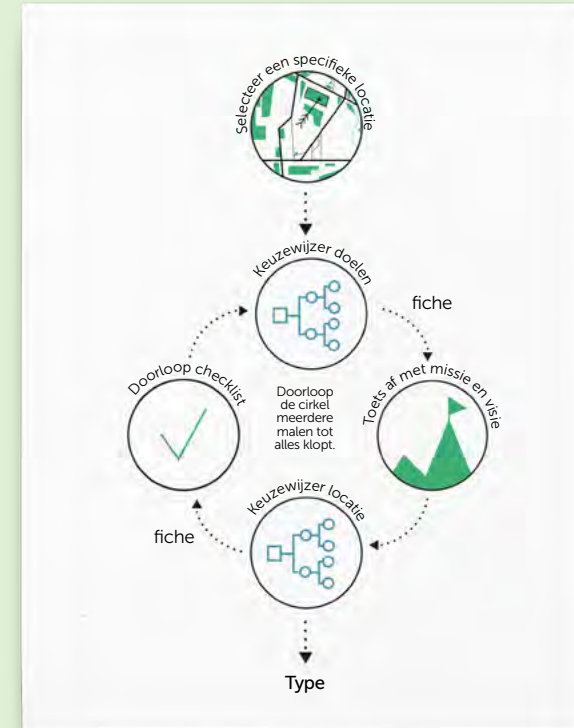 Selecteer een specifieke locatie
Keuzewijzer doelen
fiche
Doorloop checklist
Toets af met missie en visie
Doorloop
de cirkel
meerdere
malen tot
alles klopt.
Keuzewijzer locatie
fiche
Type